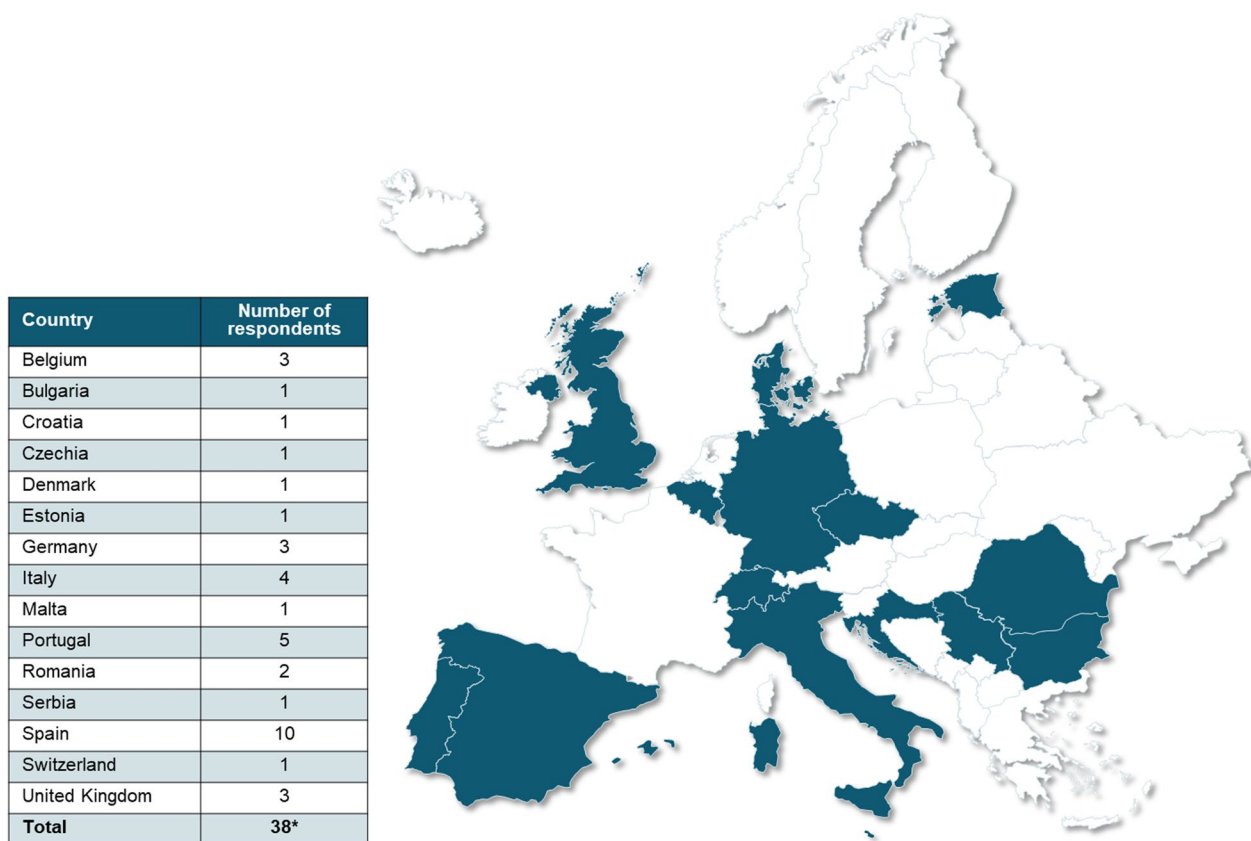 Country Number of respondents
Belgium 3
Bulgaria 1
Croatia 1
Czechia 1
Denmark 1
Estonia 1
Germany 3
Italy 4
Malta 1
Portugal 5
Romania 2
Serbia 1
Spain 10
Switzerland 1
United Kingdom 3
Total 38*